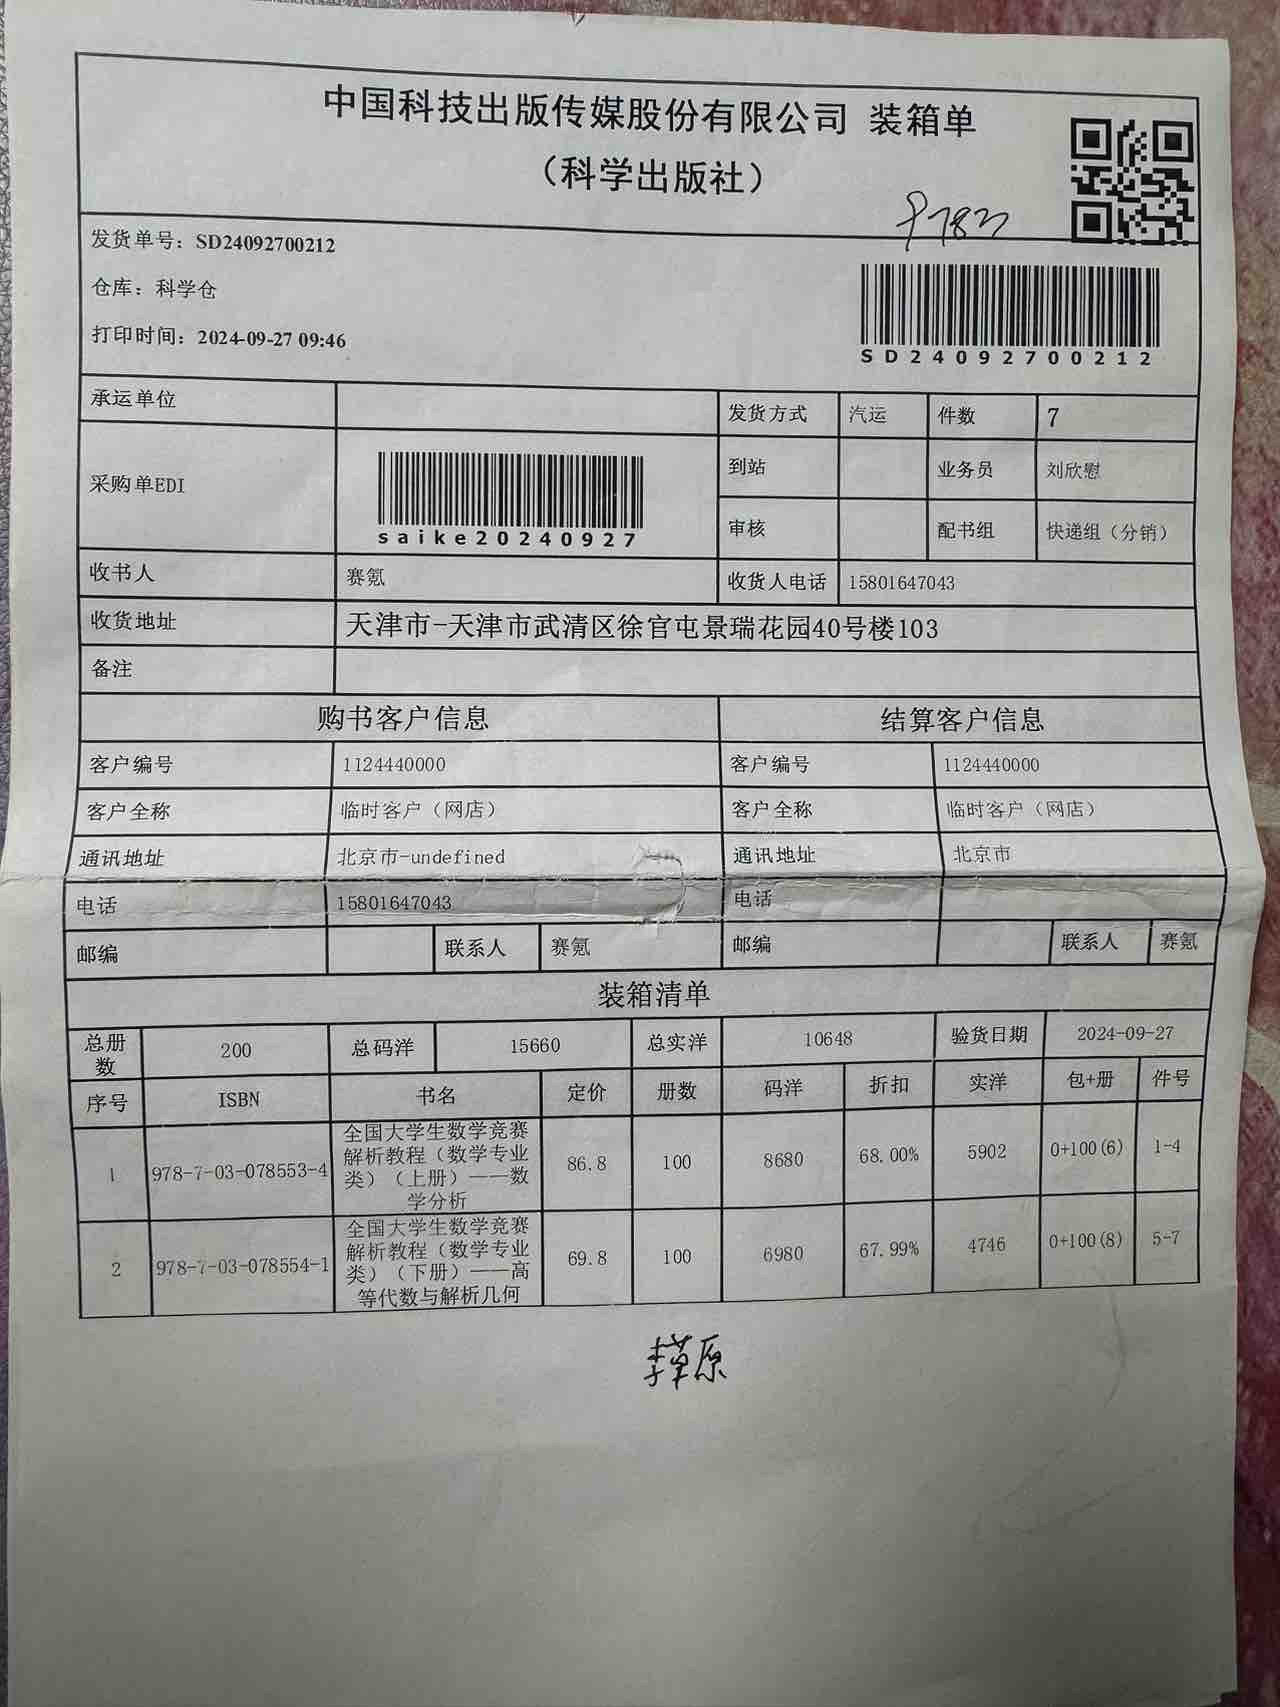 中国科技出版传媒股份有限公司 装箱单
（科学出版社）
发货单号：SD24092700212
仓库：科学仓
打印时间：2024-09-27 09:46
SD24092700212
承运单位 发货方式 汽运 件数 7
采购单EDI saike20240927 到站 业务员 刘欣慰
审核 配书组 快递组（分销）
收书人 赛氪 收货人电话 15801647043
收货地址 天津市-天津市武清区徐官屯景瑞花园40号楼103
备注
购书客户信息 结算客户信息
客户编号 1124440000 客户编号 1124440000
客户全称 临时客户（网店） 客户全称 临时客户（网店）
通讯地址 北京市-undefined 通讯地址 北京市
电话 15801647043 电话
邮编 联系人 赛氪 邮编 联系人 赛氪
装箱清单
总册数 200 总码洋 15660 总实洋 10648 验货日期 2024-09-27
序号 ISBN 书名 定价 册数 码洋 折扣 实洋 包+册 件号
1 978-7-03-078553-4 全国大学生数学竞赛解析教程（数学专业类）（上册）——数学分析 86.8 100 8680 68.00% 5902 0+100(6) 1-4
2 978-7-03-078554-1 全国大学生数学竞赛解析教程（数学专业类）（下册）——高等代数与解析几何 69.8 100 6980 67.99% 4746 0+100(8) 5-7